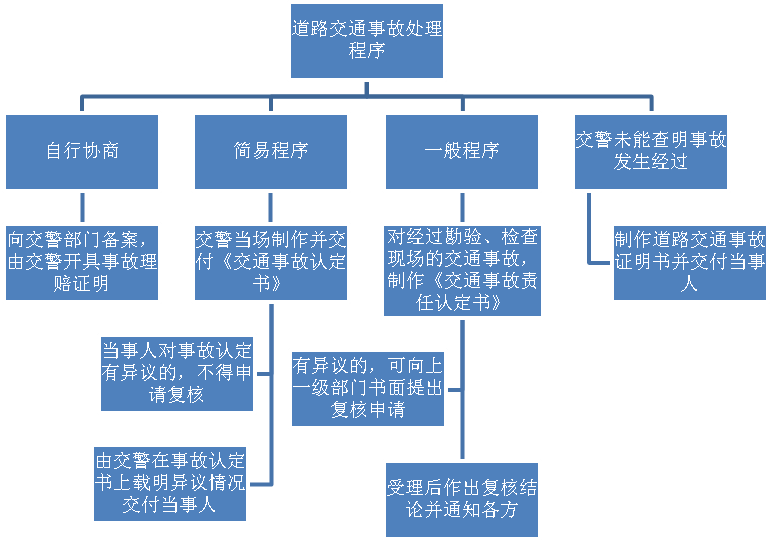 道路交通事故处理
程序
自行协商
简易程序
一般程序
交警未能查明事故
发生经过
向交警部门备案，
由交警开具事故理
赔证明
交警当场制作并交
付《交通事故认定
书》
对经过勘验、检查
现场的交通事故，
制作《交通事故责
任认定书》
制作道路交通事故
证明书并交付当事
人
当事人对事故认定
有异议的，不得申
请复核
有异议的，可向上
一级部门书面提出
复核申请
由交警在事故认定
书上载明异议情况
交付当事人
受理后作出复核结
论并通知各方